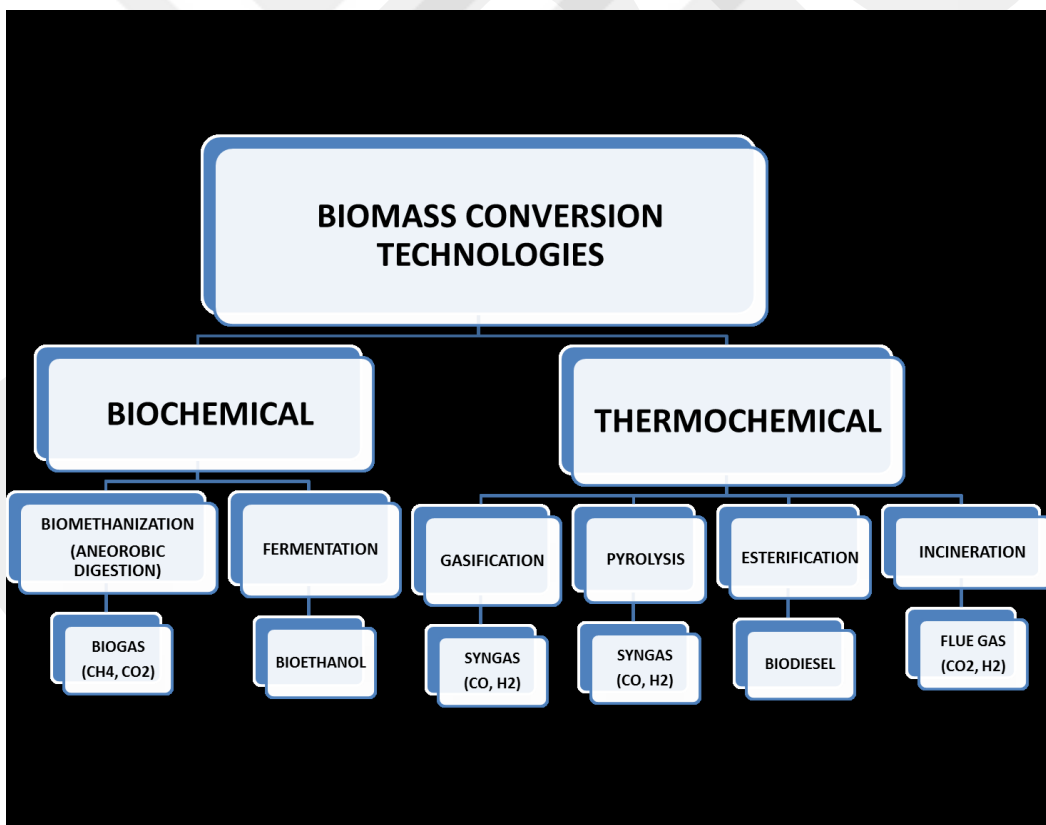 BIOMASS CONVERSION
TECHNOLOGIES
BIOCHEMICAL
THERMOCHEMICAL
BIOMETHANIZATION
(ANEOROBIC
DIGESTION)
FERMENTATION
GASIFICATION
PYROLYSIS
ESTERIFICATION
INCINERATION
BIOGAS
(CH4, CO2)
BIOETHANOL
SYNGAS
(CO, H2)
SYNGAS
(CO, H2)
BIODIESEL
FLUE GAS
(CO2, H2)